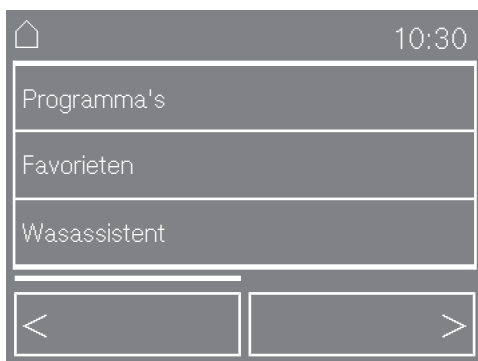 10:30
Programma's
Favorieten
Wasassistent
< >